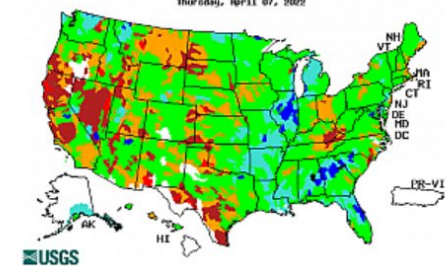 Thursday, April 07, 2022
NH
VT
MA
RI
CT
NJ
DE
MD
DC
PR-VI
AK
HI
USGS